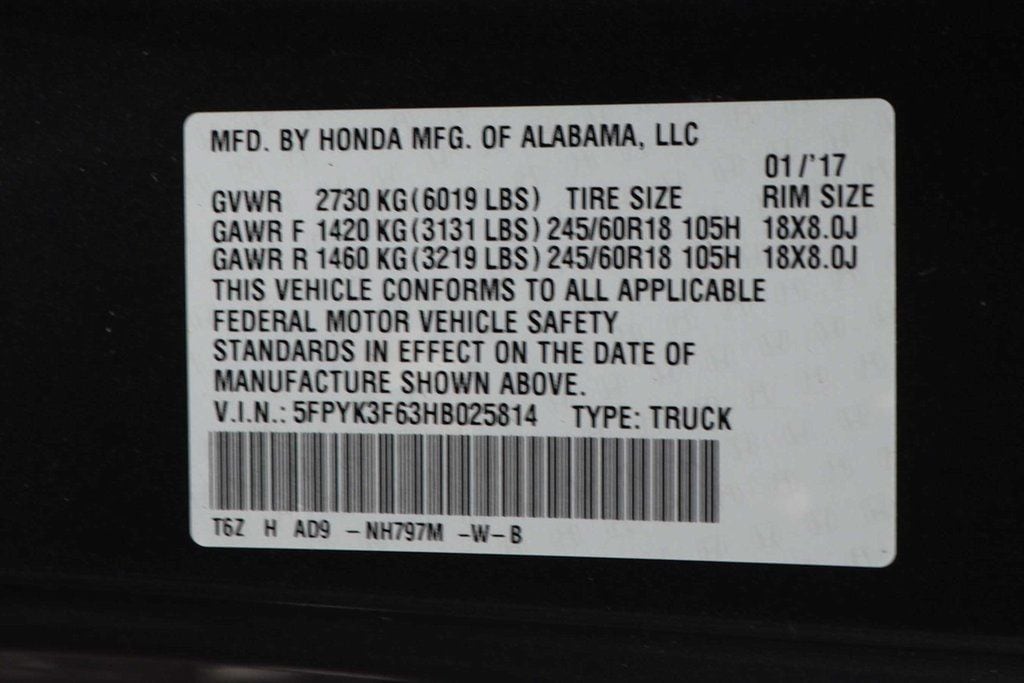 MFD. BY HONDA MFG. OF ALABAMA, LLC
01/'17
GVWR 2730 KG(6019 LBS) TIRE SIZE RIM SIZE
GAWR F 1420 KG(3131 LBS) 245/60R18 105H 18X8.0J
GAWR R 1460 KG(3219 LBS) 245/60R18 105H 18X8.0J
THIS VEHICLE CONFORMS TO ALL APPLICABLE
FEDERAL MOTOR VEHICLE SAFETY
STANDARDS IN EFFECT ON THE DATE OF
MANUFACTURE SHOWN ABOVE.
V.I.N.: 5FPYK3F63HB025814 TYPE: TRUCK
T6Z H AD9 -NH797M -W-B